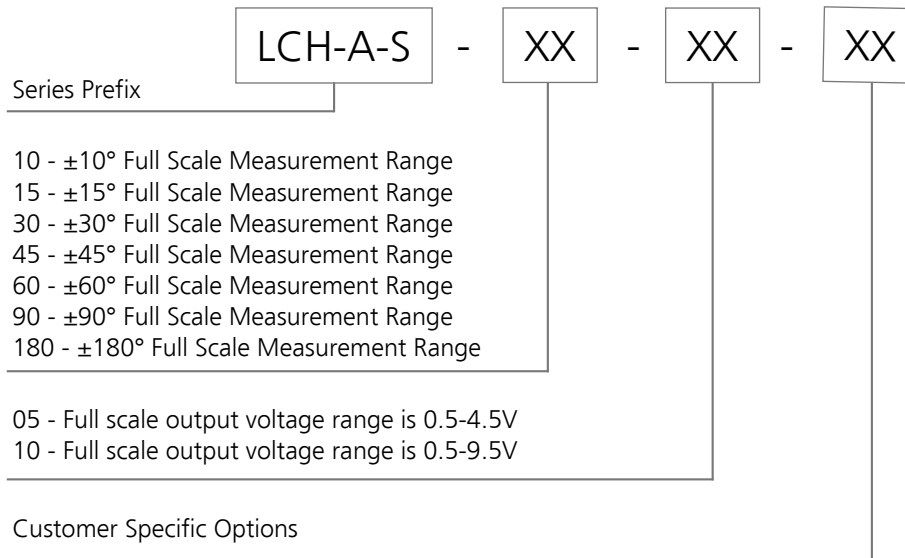 LCH-A-S - XX - XX - XX
Series Prefix
10 - ±10° Full Scale Measurement Range
15 - ±15° Full Scale Measurement Range
30 - ±30° Full Scale Measurement Range
45 - ±45° Full Scale Measurement Range
60 - ±60° Full Scale Measurement Range
90 - ±90° Full Scale Measurement Range
180 - ±180° Full Scale Measurement Range
05 - Full scale output voltage range is 0.5-4.5V
10 - Full scale output voltage range is 0.5-9.5V
Customer Specific Options